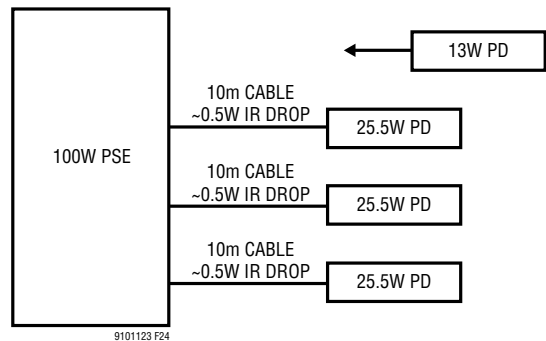 13W PD
10m CABLE
~0.5W IR DROP
25.5W PD
100W PSE
10m CABLE
~0.5W IR DROP
25.5W PD
10m CABLE
~0.5W IR DROP
25.5W PD
9101123 F24